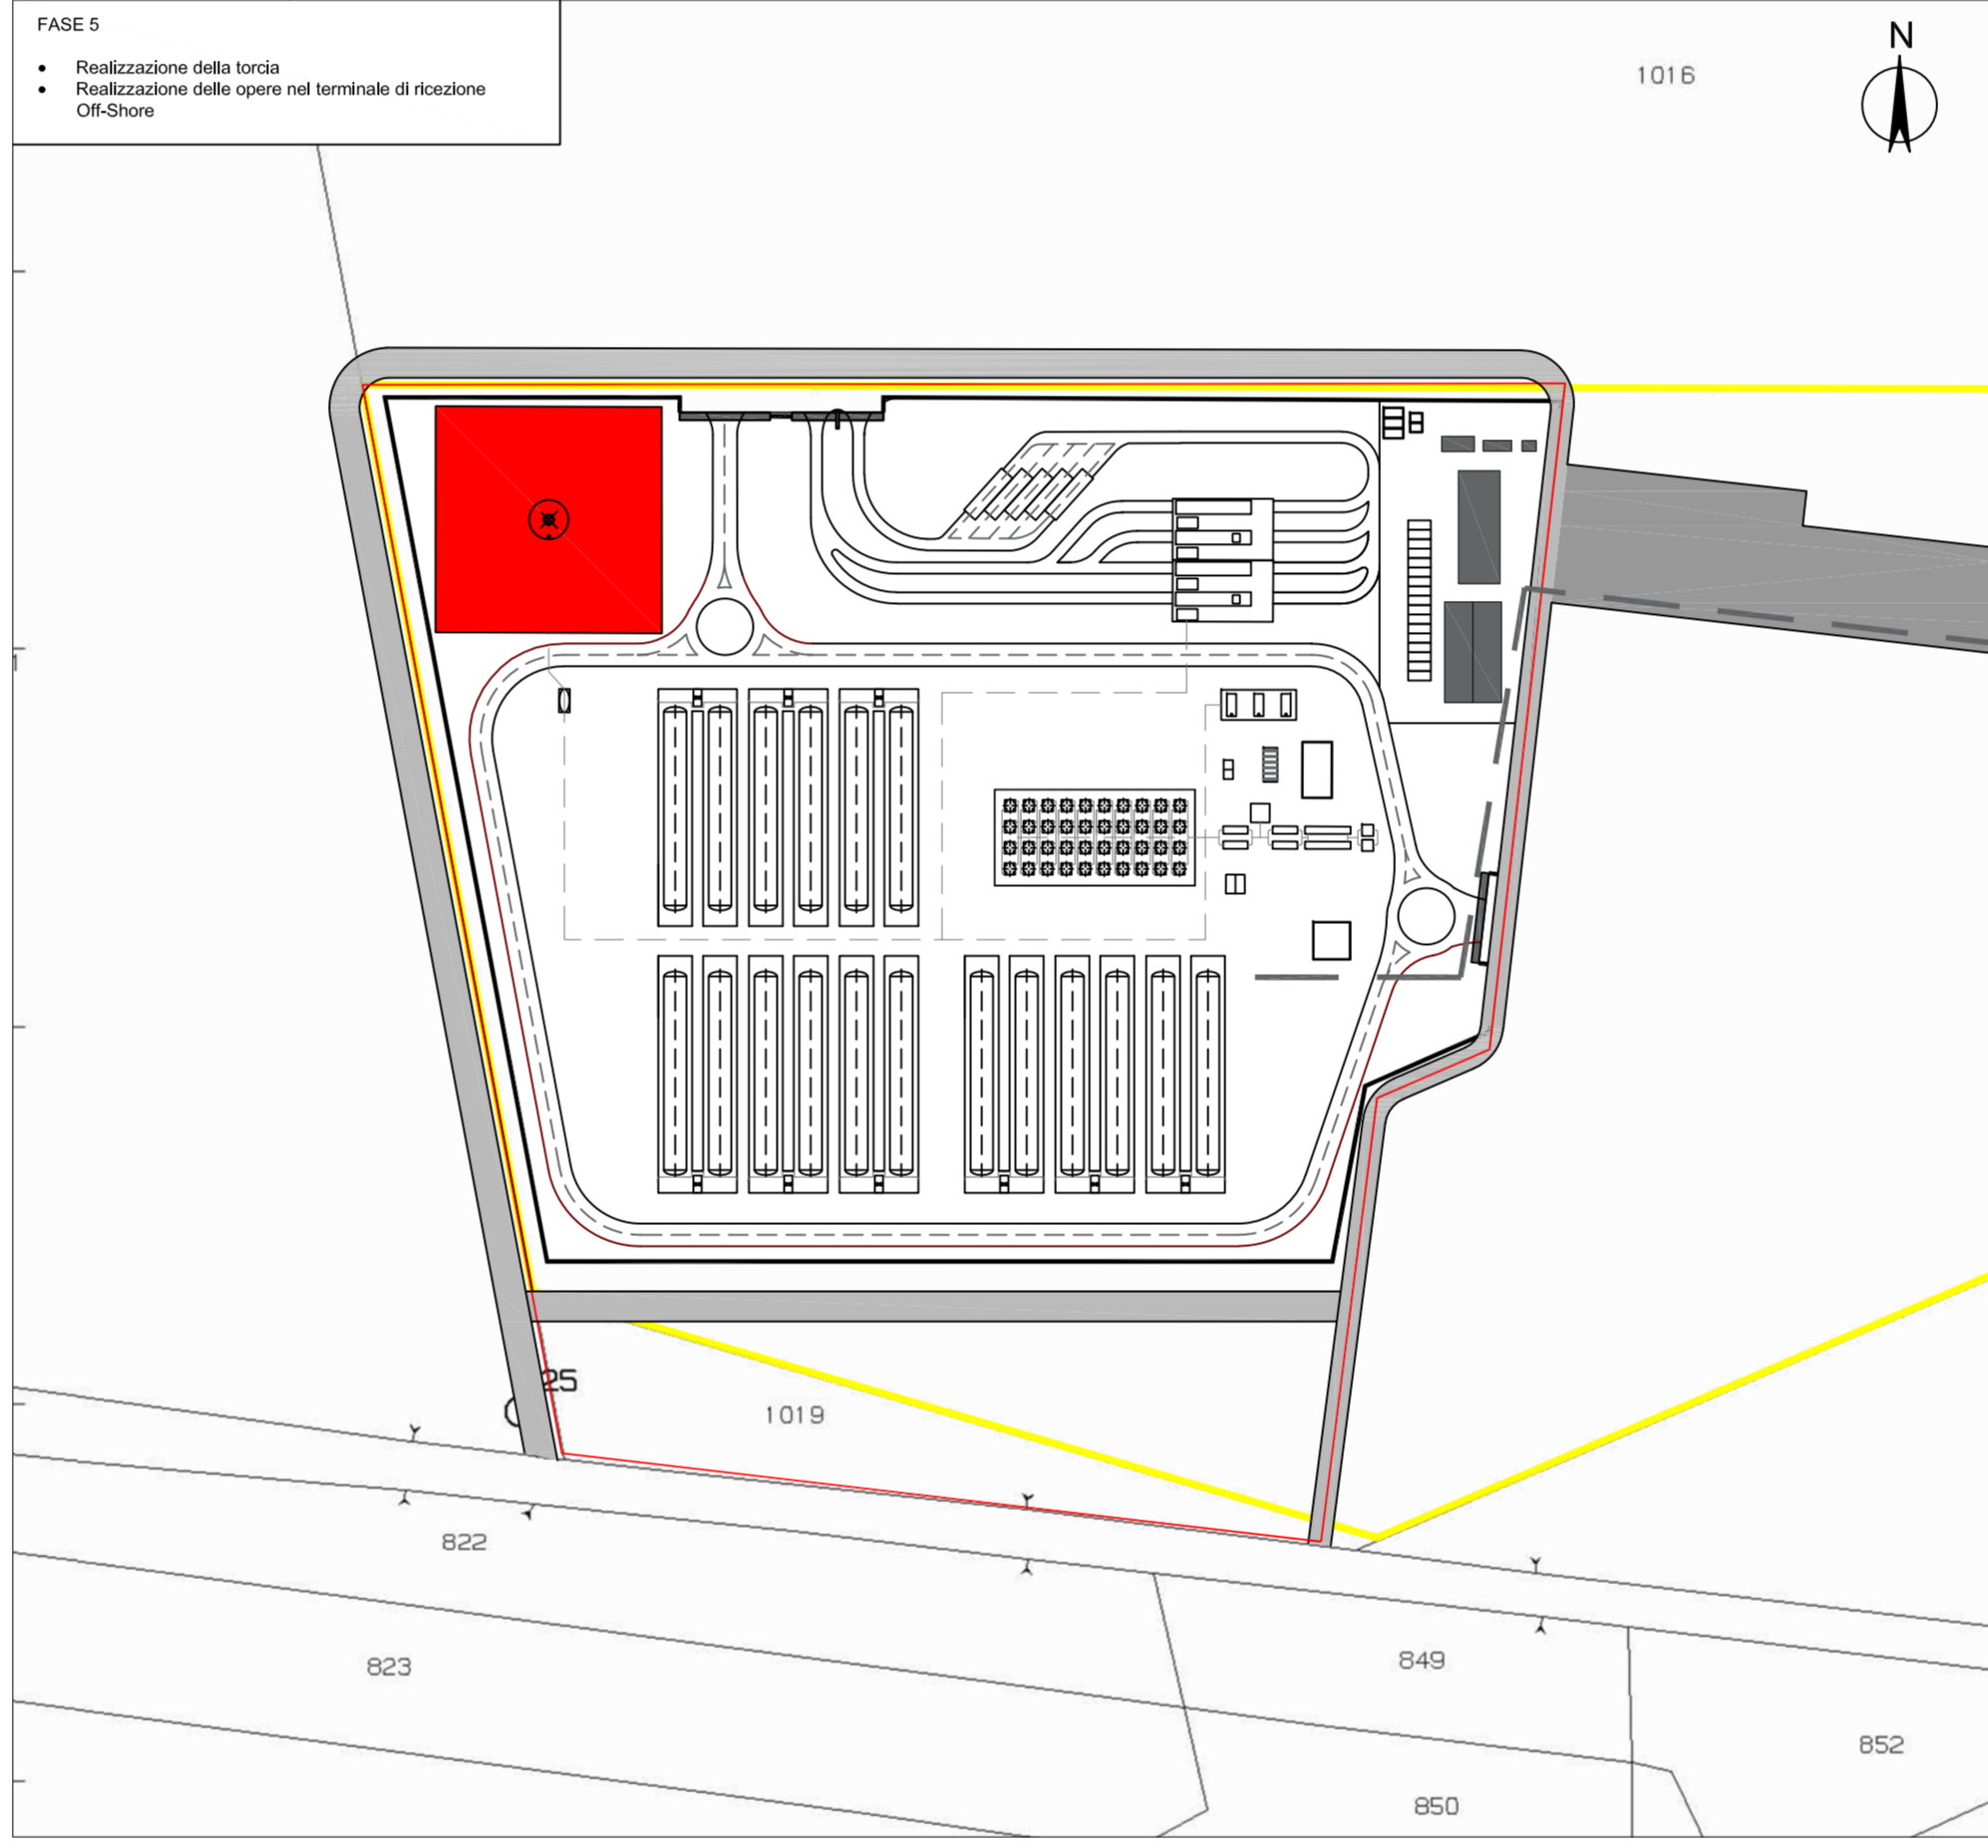 FASE 5
• Realizzazione della torcia
• Realizzazione delle opere nel terminale di ricezione
Off-Shore
N
1016
1
25
1019
822
823
849
852
850